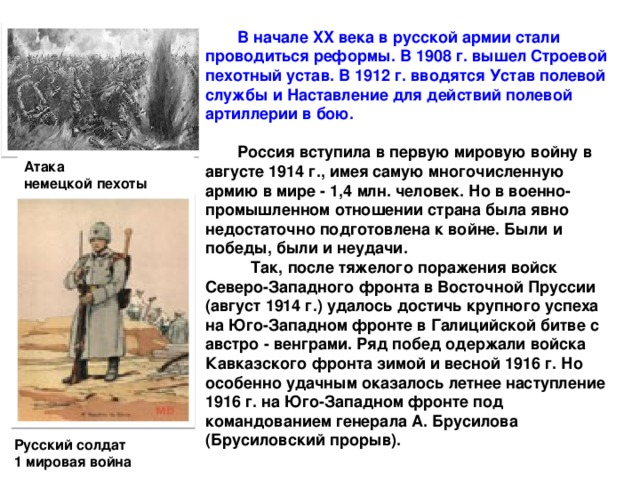 В начале XX века в русской армии стали
проводиться реформы. В 1908 г. вышел Строевой
пехотный устав. В 1912 г. вводятся Устав полевой
службы и Наставление для действий полевой
артиллерии в бою.
Россия вступила в первую мировую войну в
августе 1914 г., имея самую многочисленную
армию в мире - 1,4 млн. человек. Но в военно-
промышленном отношении страна была явно
недостаточно подготовлена к войне. Были и
победы, были и неудачи.
Так, после тяжелого поражения войск
Северо-Западного фронта в Восточной Пруссии
(август 1914 г.) удалось достичь крупного успеха
на Юго-Западном фронте в Галицийской битве с
австро - венграми. Ряд побед одержали войска
Кавказского фронта зимой и весной 1916 г. Но
особенно удачным оказалось летнее наступление
1916 г. на Юго-Западном фронте под
командованием генерала А. Брусилова
(Брусиловский прорыв).
Атака
немецкой пехоты
МВ
Русский солдат
1 мировая война